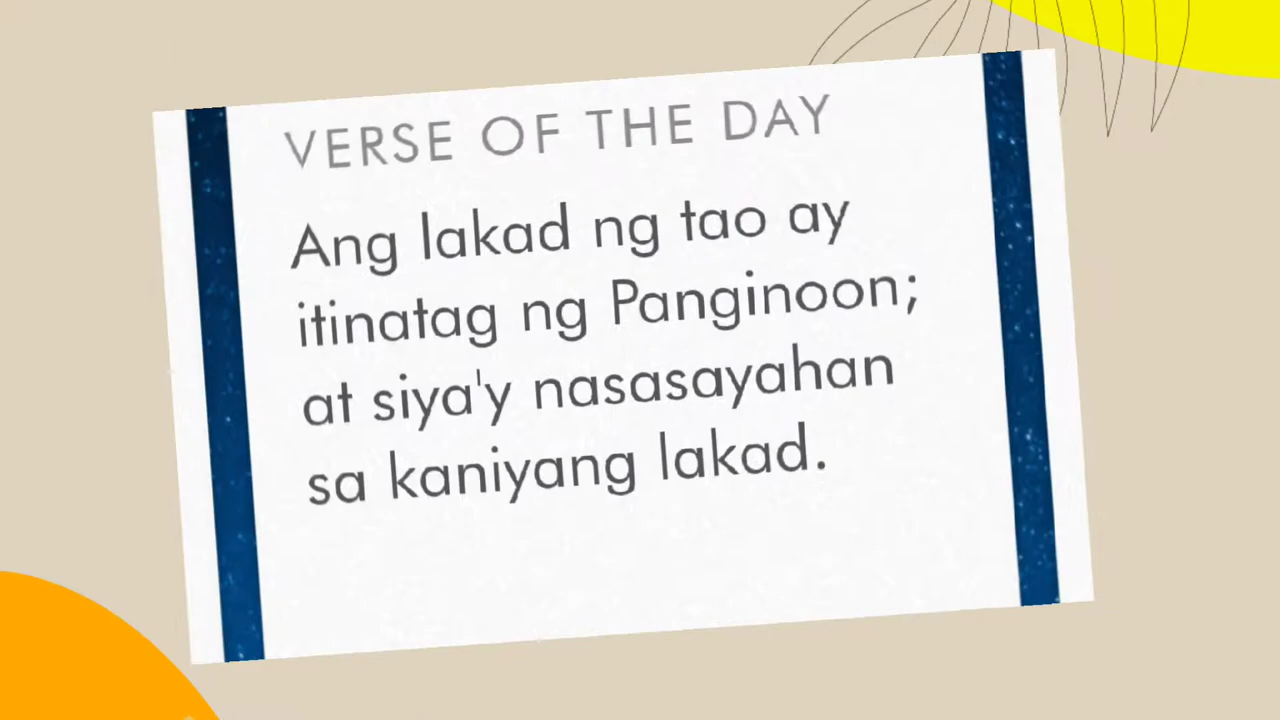 VERSE OF THE DAY
Ang lakad ng tao ay
itinatag ng Panginoon;
at siya'y nasasayahan
sa kaniyang lakad.